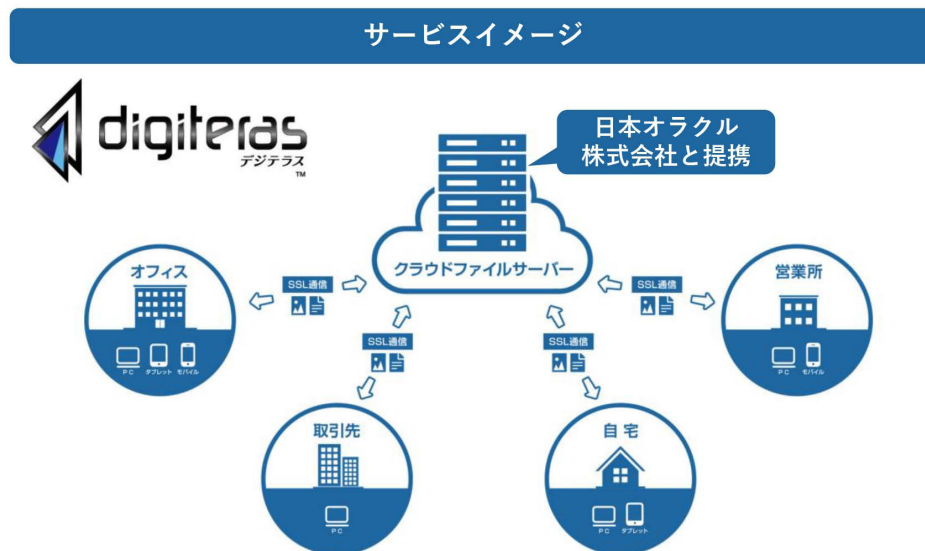 サービスイメージ
digiteras
デジテラス
TM
日本オラクル
株式会社と提携
クラウドファイルサーバー
オフィス
SSL通信
PC タブレット モバイル
SSL通信
営業所
PC モバイル
SSL通信
取引先
PC
SSL通信
自宅
PC タブレット